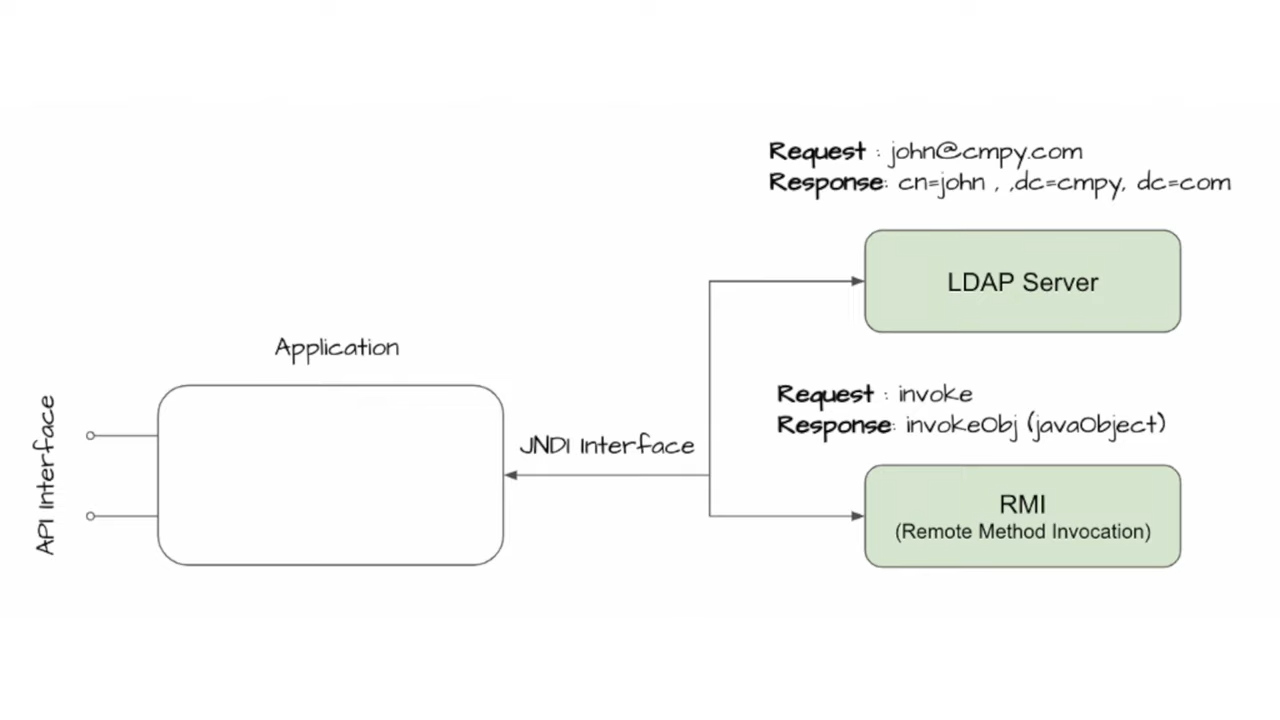 Request : john@cmpy.com
Response: cn=john , ,dc=cmpy, dc=com
LDAP Server
Application
API Interface
JNDI Interface
Request : invoke
Response: invokeObj (javaObject)
RMI
(Remote Method Invocation)